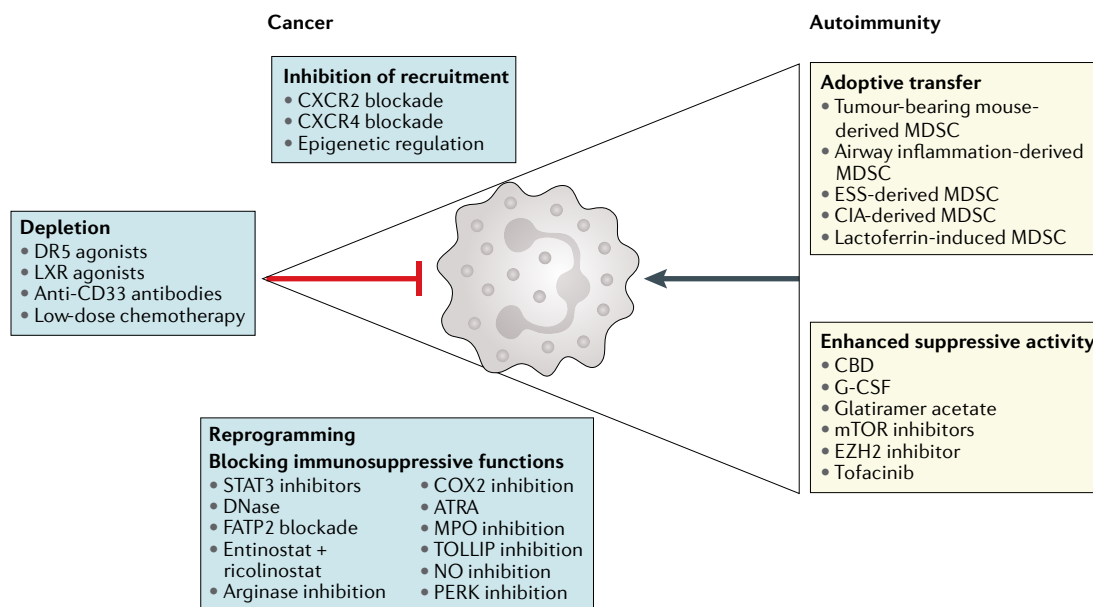 Cancer
Autoimmunity
Inhibition of recruitment
• CXCR2 blockade
• CXCR4 blockade
• Epigenetic regulation
Depletion
• DR5 agonists
• LXR agonists
• Anti-CD33 antibodies
• Low-dose chemotherapy
Reprogramming
Blocking immunosuppressive functions
• STAT3 inhibitors
• DNase
• FATP2 blockade
• Entinostat +
ricolinostat
• Arginase inhibition
• COX2 inhibition
• ATRA
• MPO inhibition
• TOLLIP inhibition
• NO inhibition
• PERK inhibition
Adoptive transfer
• Tumour-bearing mouse-
derived MDSC
• Airway inflammation-derived
MDSC
• ESS-derived MDSC
• CIA-derived MDSC
• Lactoferrin-induced MDSC
Enhanced suppressive activity
• CBD
• G-CSF
• Glatiramer acetate
• mTOR inhibitors
• EZH2 inhibitor
• Tofacinib